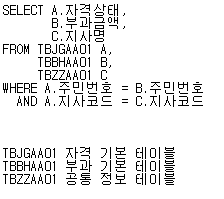 SELECT A.자격상태,
B.부과금액,
C.지사명
FROM TBJGAA01 A,
TBBHAA01 B,
TBZZAA01 C
WHERE A.주민번호 = B.주민번호
AND A.지사코드 = C.지사코드
TBJGAA01 자격 기본 테이블
TBBHAA01 부과 기본 테이블
TBZZAA01 공통 정보 테이블